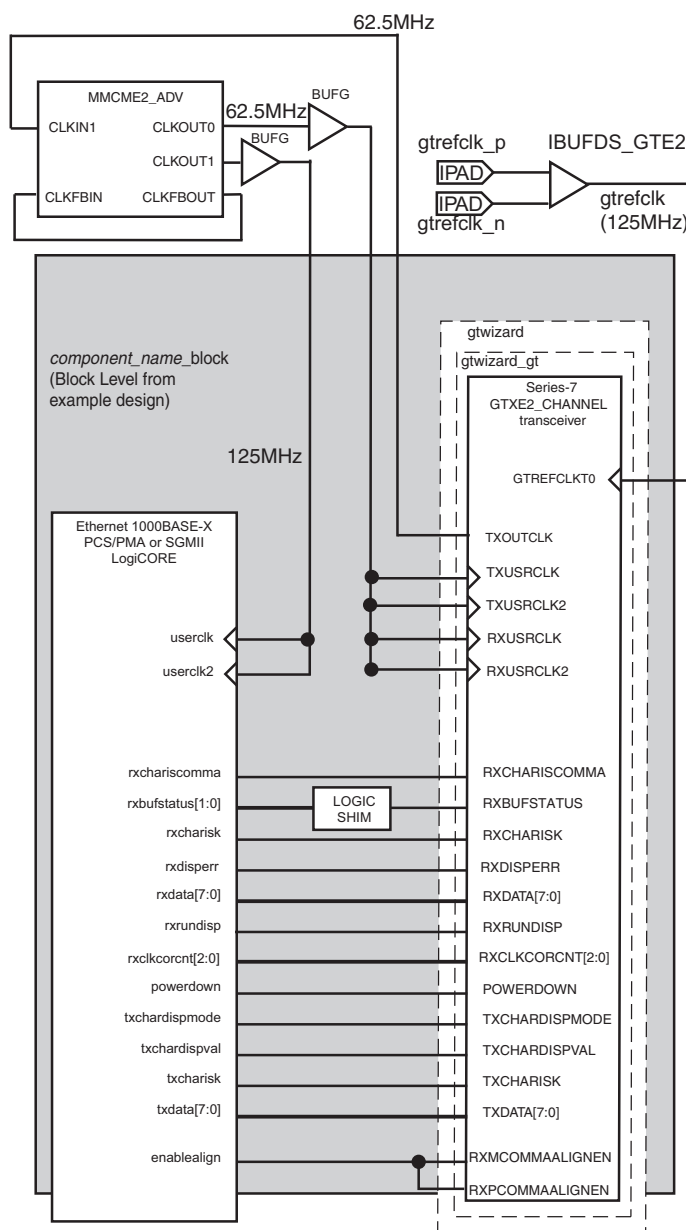 62.5MHz
MMCME2_ADV
CLKIN1
CLKOUT0
CLKOUT1
CLKFBIN
CLKFBOUT
62.5MHz
BUFG
BUFG
gtrefclk_p
IBUFDS_GTE2
IPAD
IPAD
gtrefclk_n
gtrefclk
(125MHz)
component_name_block
(Block Level from
example design)
125MHz
gtwizard
gtwizard_gt
Series-7
GTXE2_CHANNEL
transceiver
GTREFCLKT0
TXOUTCLK
TXUSRCLK
TXUSRCLK2
RXUSRCLK
RXUSRCLK2
Ethernet 1000BASE-X
PCS/PMA or SGMII
LogiCORE
userclk
userclk2
rxchariscomma
RXCHARISCOMMA
rxbufstatus[1:0]
LOGIC
SHIM
RXBUFSTATUS
rxcharisk
RXCHARISK
rxdisperr
RXDISPERR
rxdata[7:0]
RXDATA[7:0]
rxrundisp
RXRUNDISP
rxclkcorcnt[2:0]
RXCLKCORCNT[2:0]
powerdown
POWERDOWN
txchardispmode
TXCHARDISPMODE
txchardispval
TXCHARDISPVAL
txcharisk
TXCHARISK
txdata[7:0]
TXDATA[7:0]
enablealign
RXMCOMMAALIGNEN
RXPCOMMAALIGNEN